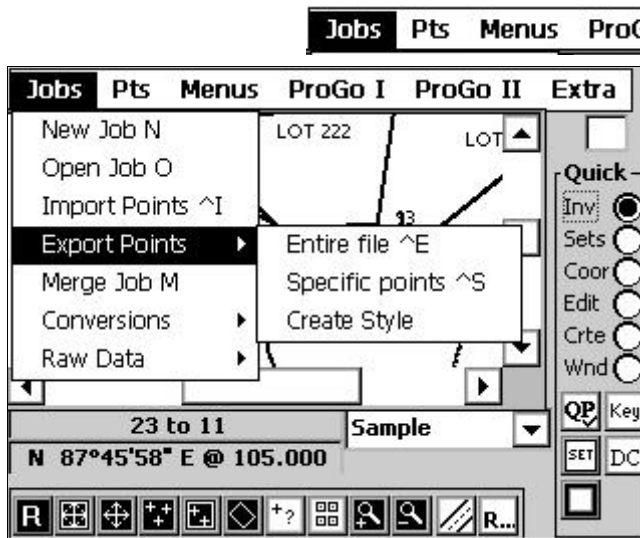 Jobs Pts Menus
Jobs Pts Menus ProGo I ProGo II Extra
New Job N
Open Job O
Import Points ^I
Export Points
Merge Job M
Conversions
Raw Data
Entire file ^E
Specific points ^S
Create Style
LOT 222
LOT
93
Quick
Inv
Sets
Coor
Edit
Crte
Wnd
QP Key
SET DC
23 to 11
Sample
N 87°45'58" E @ 105.000
R
+?
R...